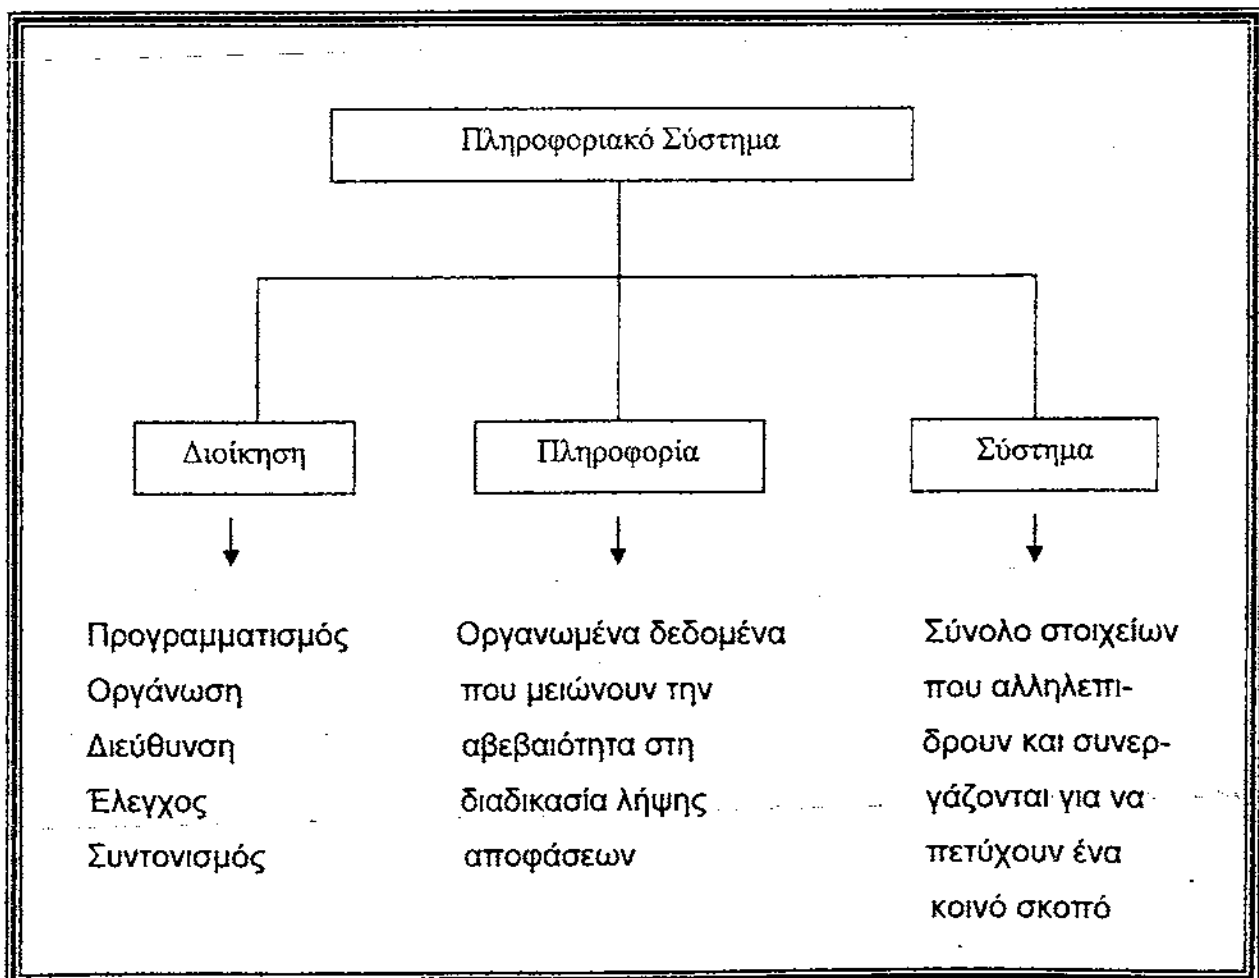 Πληροφοριακό Σύστημα
Διοίκηση
Πληροφορία
Σύστημα
Προγραμματισμός
Οργάνωση
Διεύθυνση
Έλεγχος
Συντονισμός
Οργανωμένα δεδομένα
που μειώνουν την
αβεβαιότητα στη
διαδικασία λήψης
αποφάσεων
Σύνολο στοιχείων
που αλληλεπι-
δρουν και συνερ-
γάζονται για να
πετύχουν ένα
κοινό σκοπό